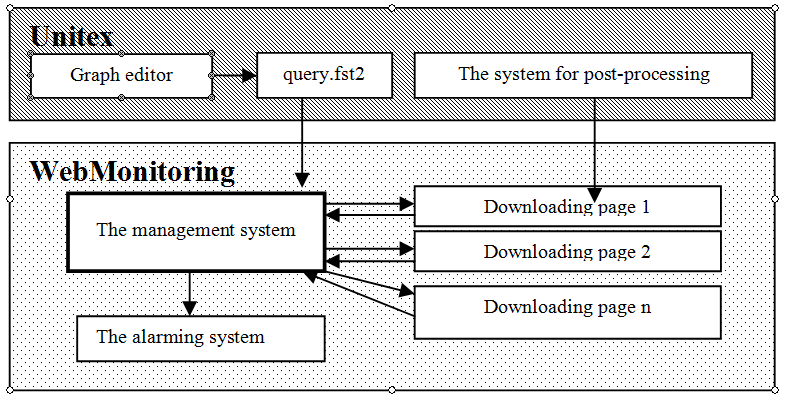 Unitex
Graph editor
query.fst2
The system for post-processing
WebMonitoring
The management system
Downloading page 1
Downloading page 2
Downloading page n
The alarming system